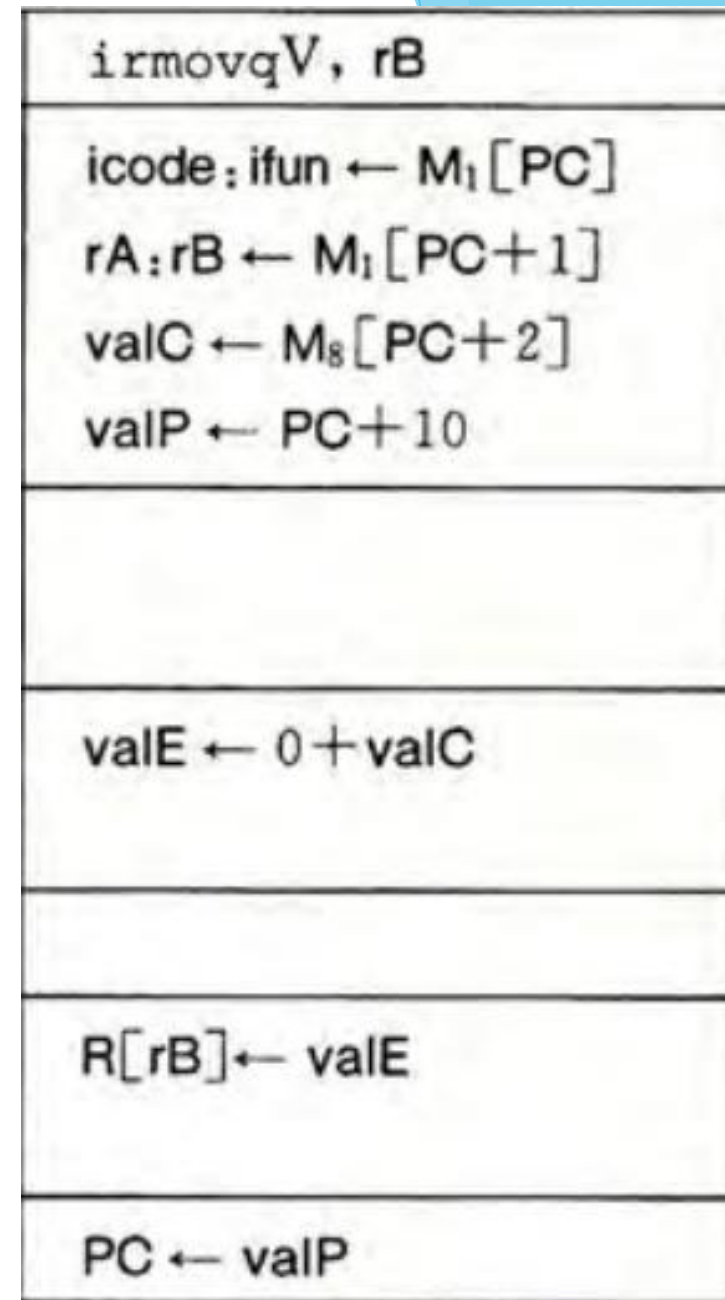 irmovqV, rB
icode:ifun ← M₁[PC]
rA:rB ← M₁[PC+1]
valC ← M₈[PC+2]
valP ← PC+10
valE ← 0+valC
R[rB]← valE
PC ← valP